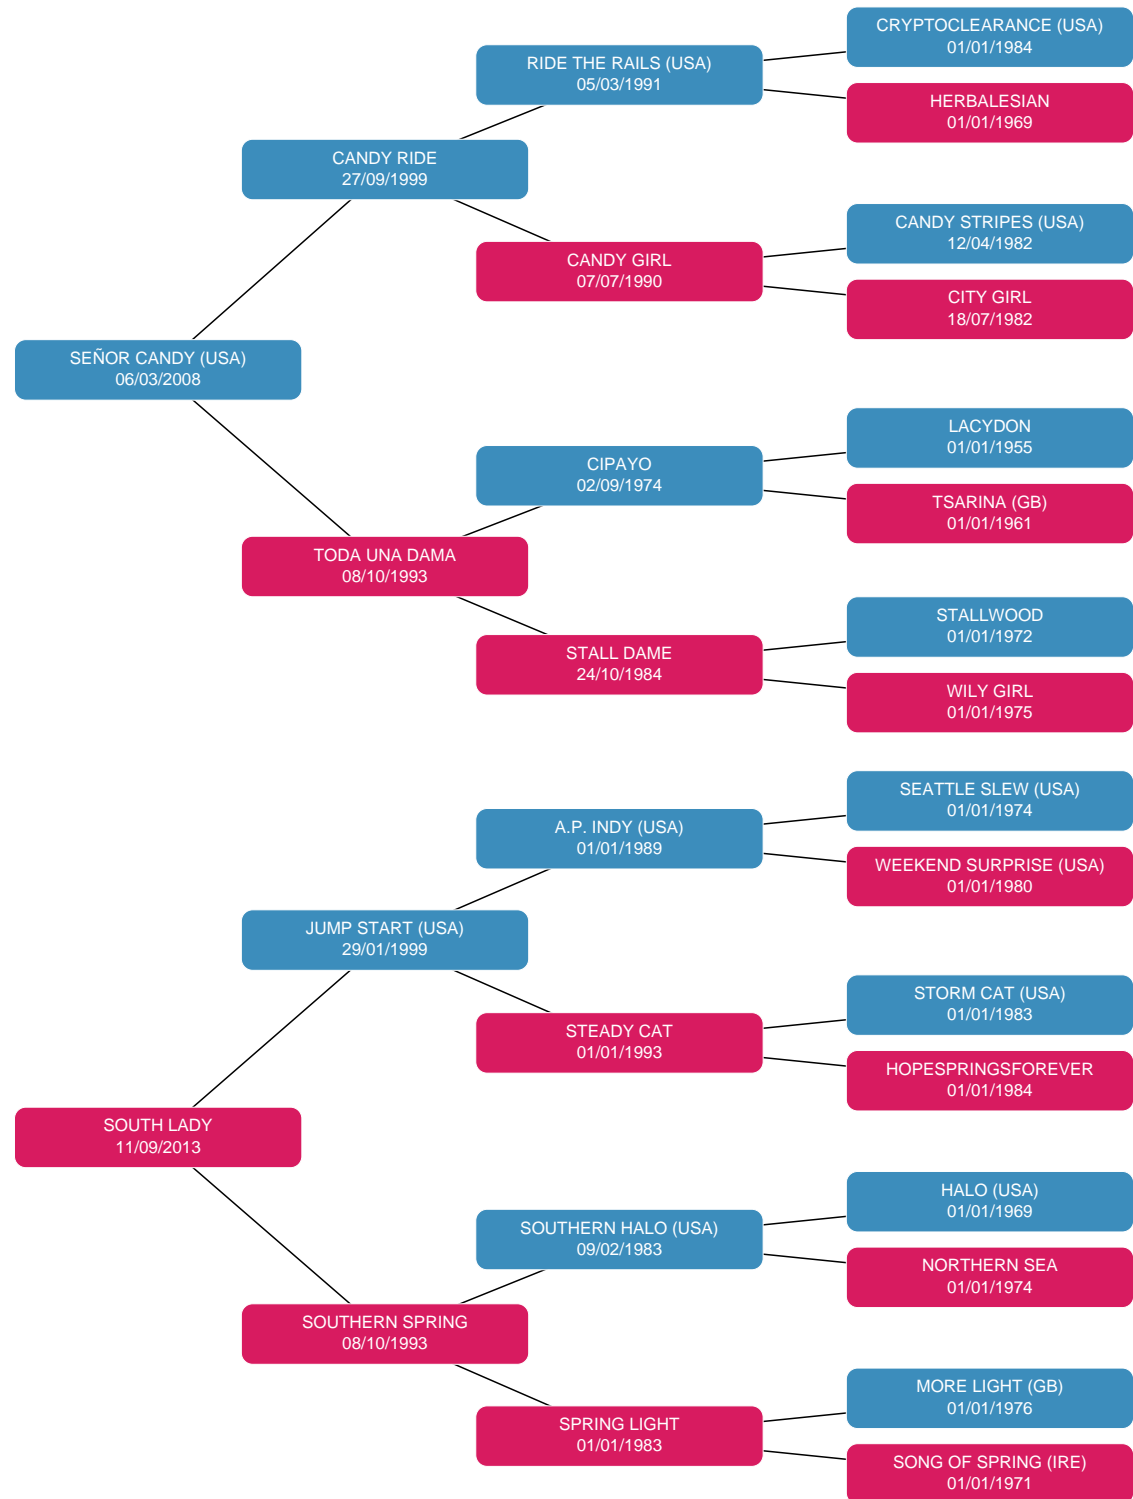 CRYPTOCLEARANCE (USA)
01/01/1984
RIDE THE RAILS (USA)
05/03/1991
HERBALESIAN
01/01/1969
CANDY RIDE
27/09/1999
CANDY STRIPES (USA)
12/04/1982
CANDY GIRL
07/07/1990
CITY GIRL
18/07/1982
SEÑOR CANDY (USA)
06/03/2008
LACYDON
01/01/1955
CIPAYO
02/09/1974
TSARINA (GB)
01/01/1961
TODA UNA DAMA
08/10/1993
STALLWOOD
01/01/1972
STALL DAME
24/10/1984
WILY GIRL
01/01/1975
SEATTLE SLEW (USA)
01/01/1974
A.P. INDY (USA)
01/01/1989
WEEKEND SURPRISE (USA)
01/01/1980
JUMP START (USA)
29/01/1999
STORM CAT (USA)
01/01/1983
STEADY CAT
01/01/1993
HOPESPRINGSFOREVER
01/01/1984
SOUTH LADY
11/09/2013
HALO (USA)
01/01/1969
SOUTHERN HALO (USA)
09/02/1983
NORTHERN SEA
01/01/1974
SOUTHERN SPRING
08/10/1993
MORE LIGHT (GB)
01/01/1976
SPRING LIGHT
01/01/1983
SONG OF SPRING (IRE)
01/01/1971